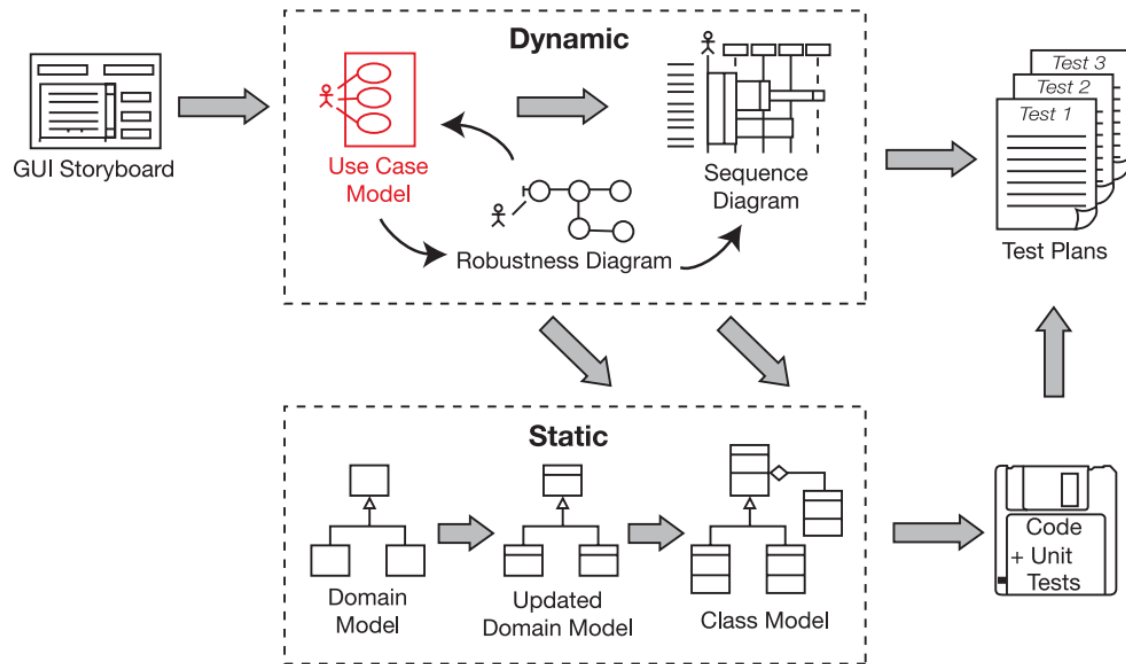 Dynamic
GUI Storyboard
Use Case
Model
Robustness Diagram
Sequence
Diagram
Test 3
Test 2
Test 1
Test Plans
Static
Domain
Model
Updated
Domain Model
Class Model
Code
+ Unit
Tests